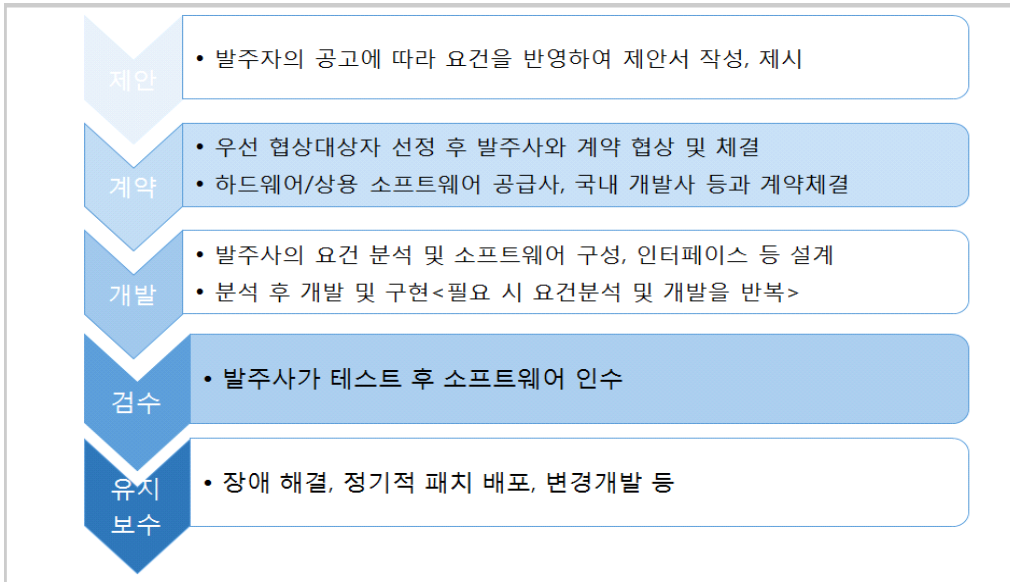 제안
• 발주자의 공고에 따라 요건을 반영하여 제안서 작성, 제시
계약
• 우선 협상대상자 선정 후 발주사와 계약 협상 및 체결
• 하드웨어/상용 소프트웨어 공급사, 국내 개발사 등과 계약체결
개발
• 발주사의 요건 분석 및 소프트웨어 구성, 인터페이스 등 설계
• 분석 후 개발 및 구현<필요 시 요건분석 및 개발을 반복>
검수
• 발주사가 테스트 후 소프트웨어 인수
유지
보수
• 장애 해결, 정기적 패치 배포, 변경개발 등